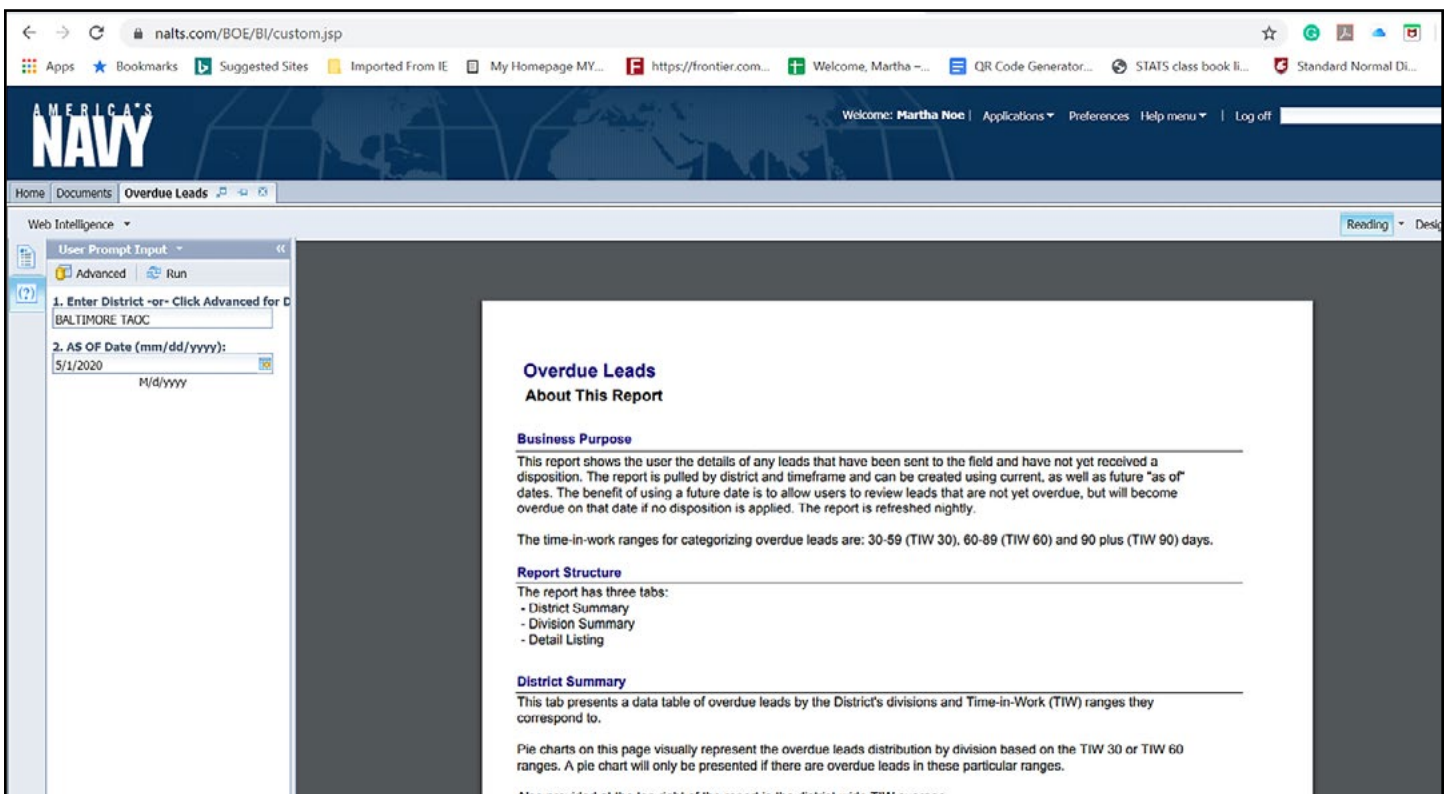 nalts.com/BOE/BI/custom.jsp
Apps Bookmarks Suggested Sites Imported From IE My Homepage MY... https://frontier.com... Welcome, Martha –... QR Code Generator... STATS class book li... Standard Normal Di...
AMERICA'S
NAVY
Welcome: Martha Noe | Applications Preferences Help menu | Log off
Home Documents Overdue Leads
Web Intelligence
Reading Desig
User Prompt Input
Advanced Run
1. Enter District -or- Click Advanced for D
BALTIMORE TAOC
2. AS OF Date (mm/dd/yyyy):
5/1/2020
M/d/yyyy
Overdue Leads
About This Report
Business Purpose
This report shows the user the details of any leads that have been sent to the field and have not yet received a
disposition. The report is pulled by district and timeframe and can be created using current, as well as future "as of"
dates. The benefit of using a future date is to allow users to review leads that are not yet overdue, but will become
overdue on that date if no disposition is applied. The report is refreshed nightly.
The time-in-work ranges for categorizing overdue leads are: 30-59 (TIW 30), 60-89 (TIW 60) and 90 plus (TIW 90) days.
Report Structure
The report has three tabs:
- District Summary
- Division Summary
- Detail Listing
District Summary
This tab presents a data table of overdue leads by the District's divisions and Time-in-Work (TIW) ranges they
correspond to.
Pie charts on this page visually represent the overdue leads distribution by division based on the TIW 30 or TIW 60
ranges. A pie chart will only be presented if there are overdue leads in these particular ranges.